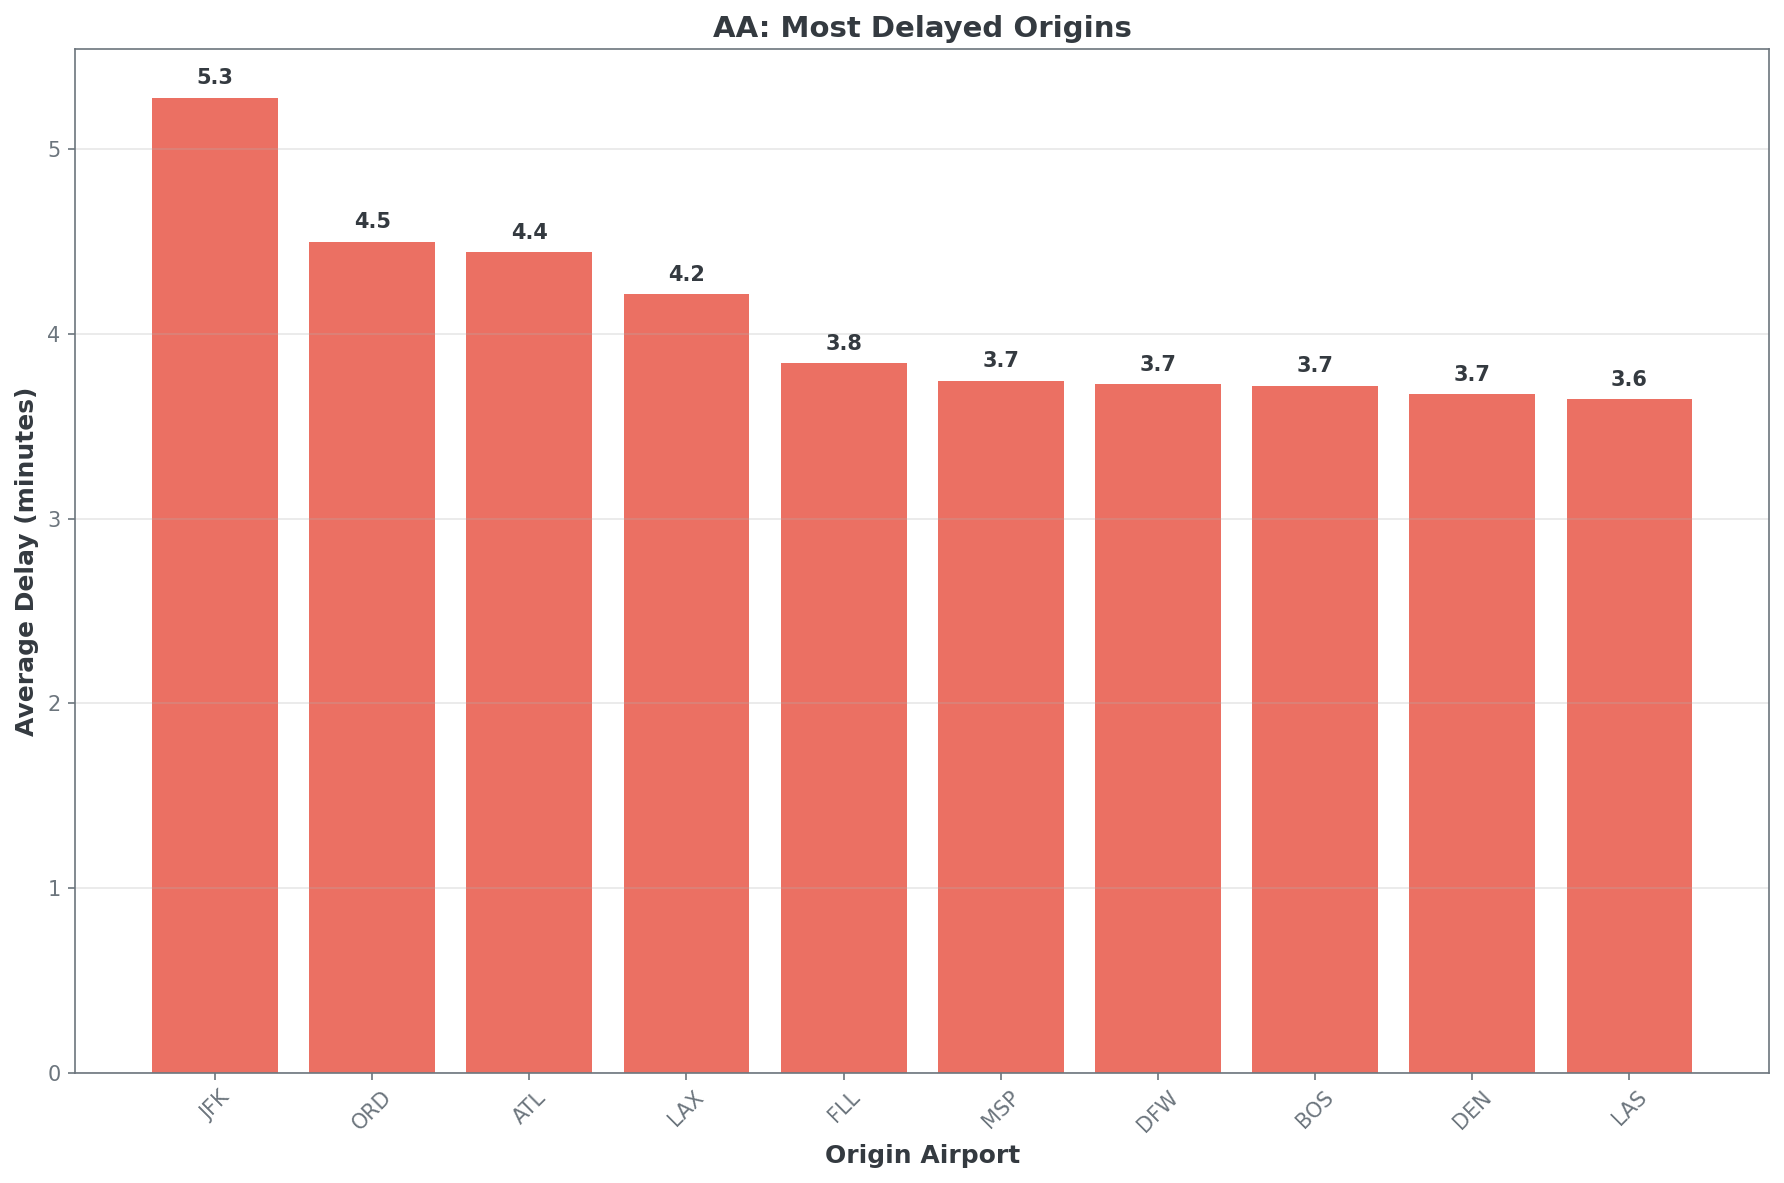 AA: Most Delayed Origins
Average Delay (minutes)
5
4
3
2
1
0
5.3
4.5
4.4
4.2
3.8
3.7
3.7
3.7
3.7
3.6
JFK
ORD
ATL
LAX
FLL
MSP
DFW
BOS
DEN
LAS
Origin Airport